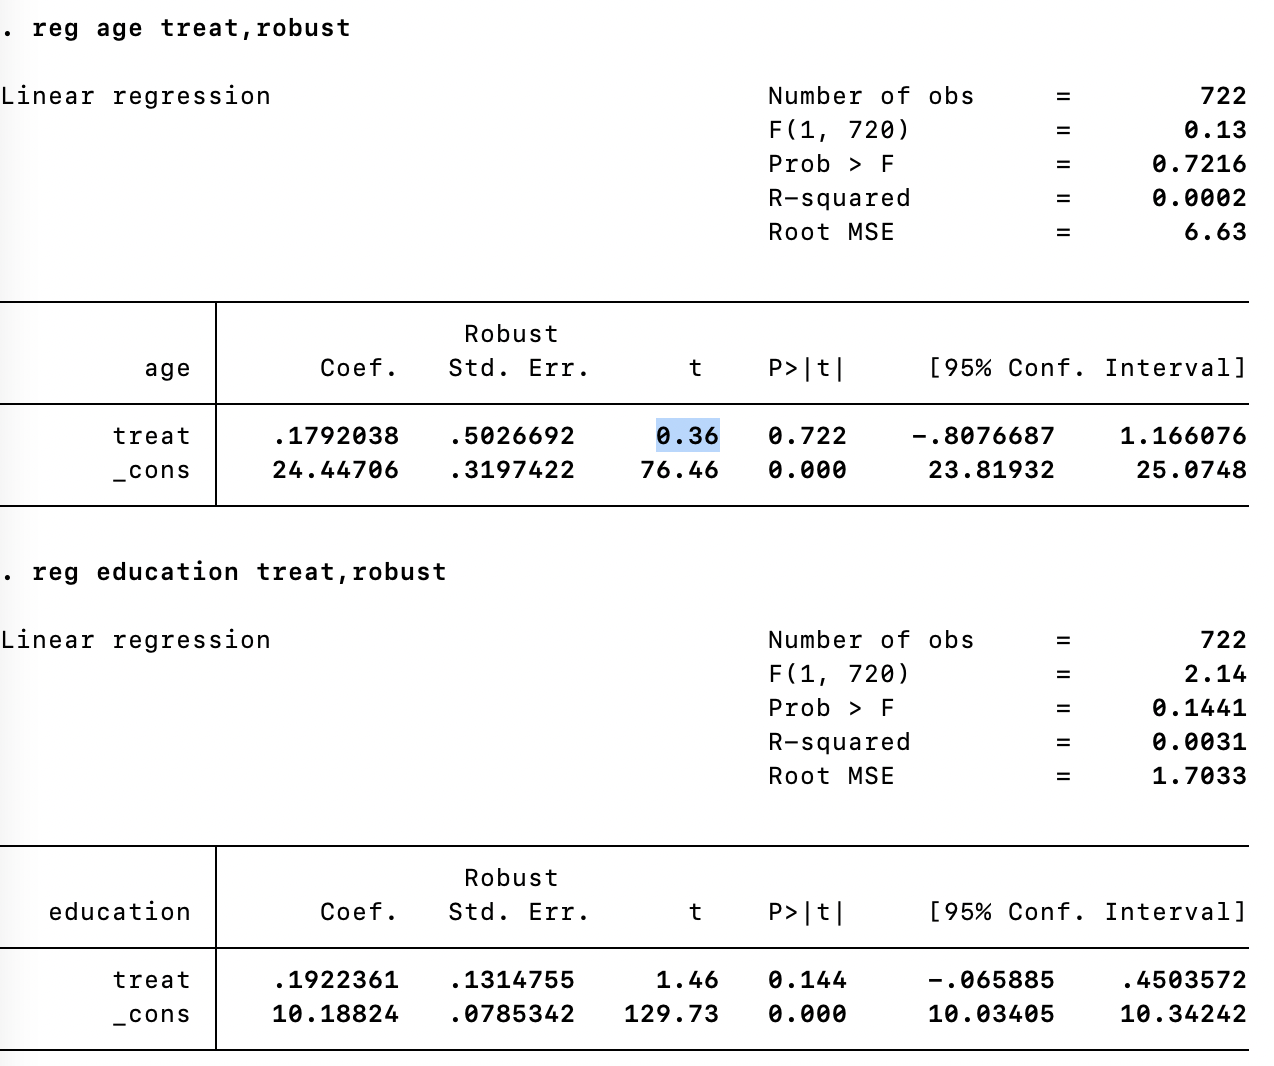 . reg age treat,robust
Linear regression Number of obs = 722
F(1, 720) = 0.13
Prob > F = 0.7216
R-squared = 0.0002
Root MSE = 6.63
Robust
age Coef. Std. Err. t P>|t| [95% Conf. Interval]
treat .1792038 .5026692 0.36 0.722 -.8076687 1.166076
_cons 24.44706 .3197422 76.46 0.000 23.81932 25.0748
. reg education treat,robust
Linear regression Number of obs = 722
F(1, 720) = 2.14
Prob > F = 0.1441
R-squared = 0.0031
Root MSE = 1.7033
Robust
education Coef. Std. Err. t P>|t| [95% Conf. Interval]
treat .1922361 .1314755 1.46 0.144 -.065885 .4503572
_cons 10.18824 .0785342 129.73 0.000 10.03405 10.34242